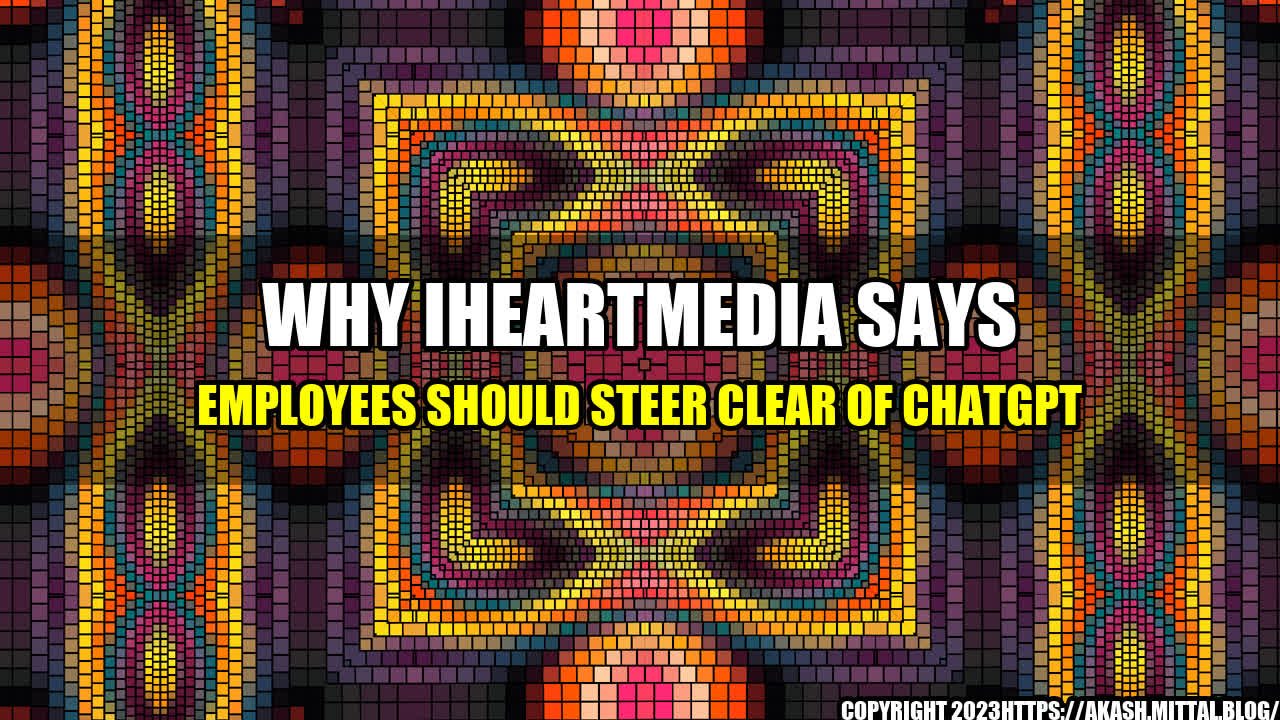 WHY IHEARTMEDIA SAYS
EMPLOYEES SHOULD STEER CLEAR OF CHATGPT
COPYRIGHT 2023HTTPS://AKASH.MITTAL.BLOG/